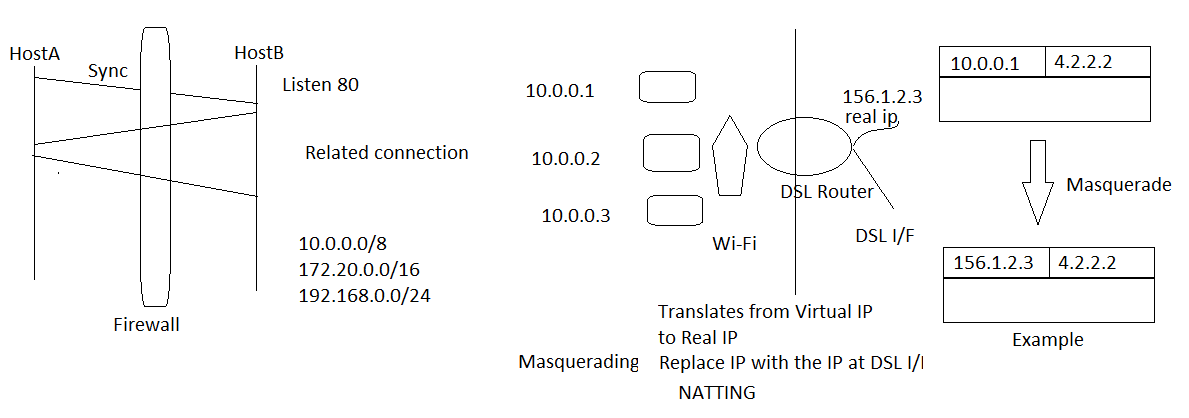 HostA
Sync
HostB
Listen 80
Related connection
10.0.0.0/8
172.20.0.0/16
192.168.0.0/24
Firewall
10.0.0.1
10.0.0.2
10.0.0.3
Wi-Fi
156.1.2.3
real ip
DSL Router
DSL I/F
Translates from Virtual IP
to Real IP
Masquerading
Replace IP with the IP at DSL I/
NATTING
10.0.0.1 4.2.2.2
Masquerade
156.1.2.3 4.2.2.2
Example